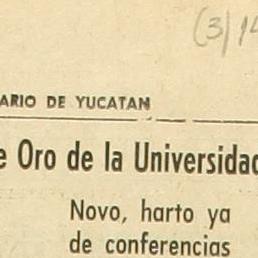 (3/14
ARIO DE YUCATAN
e Oro de la Universidad
Novo, harto ya
de conferencias